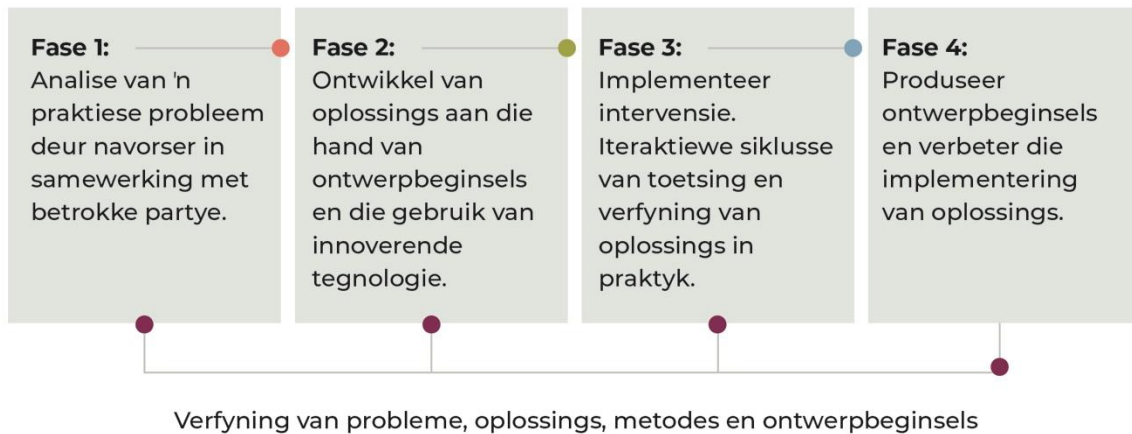 Fase 1:
Analise van 'n
praktiese probleem
deur navorser in
samewerking met
betrokke partye.
Fase 2:
Ontwikkel van
oplossings aan die
hand van
ontwerpbeginsels
en die gebruik van
innoverende
tegnologie.
Fase 3:
Implementeer
intervensie.
Iteraktiewe siklusse
van toetsing en
verfyning van
oplossings in
praktyk.
Fase 4:
Produseer
ontwerpbeginsels
en verbeter die
implementering
van oplossings.
Verfyning van probleme, oplossings, metodes en ontwerpbeginsels